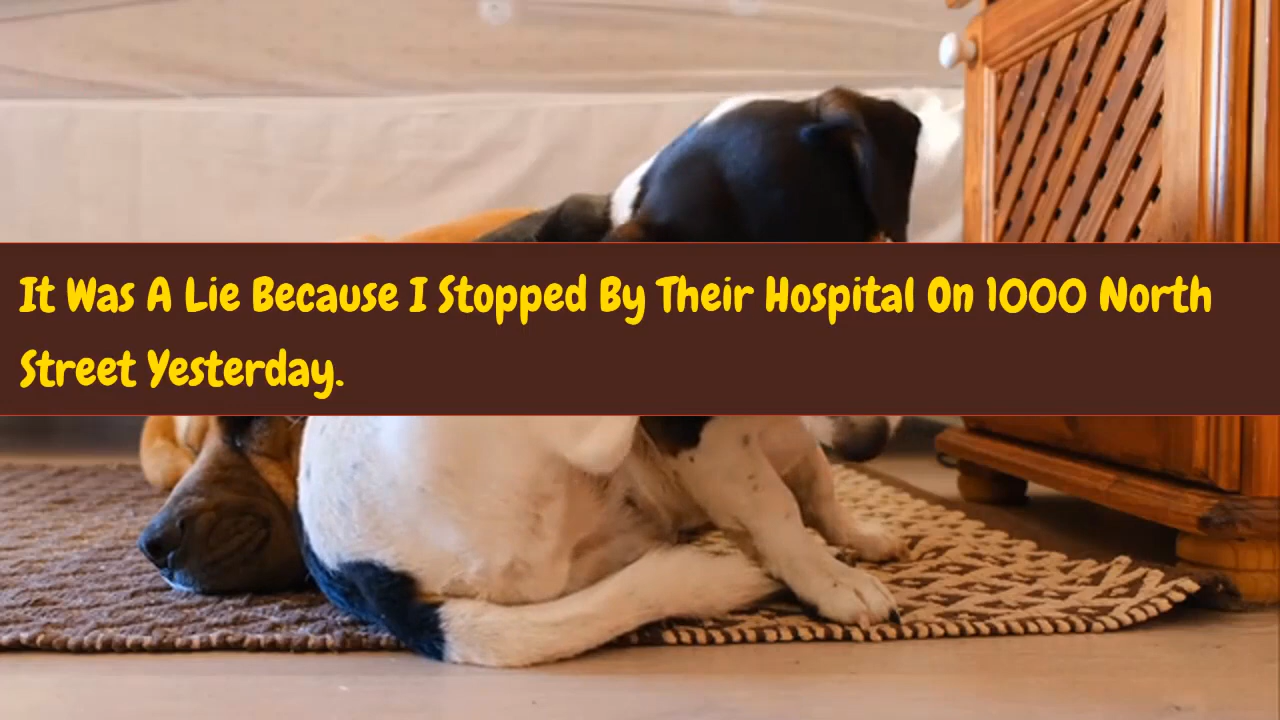 It Was A Lie Because I Stopped By Their Hospital On 1000 North
Street Yesterday.